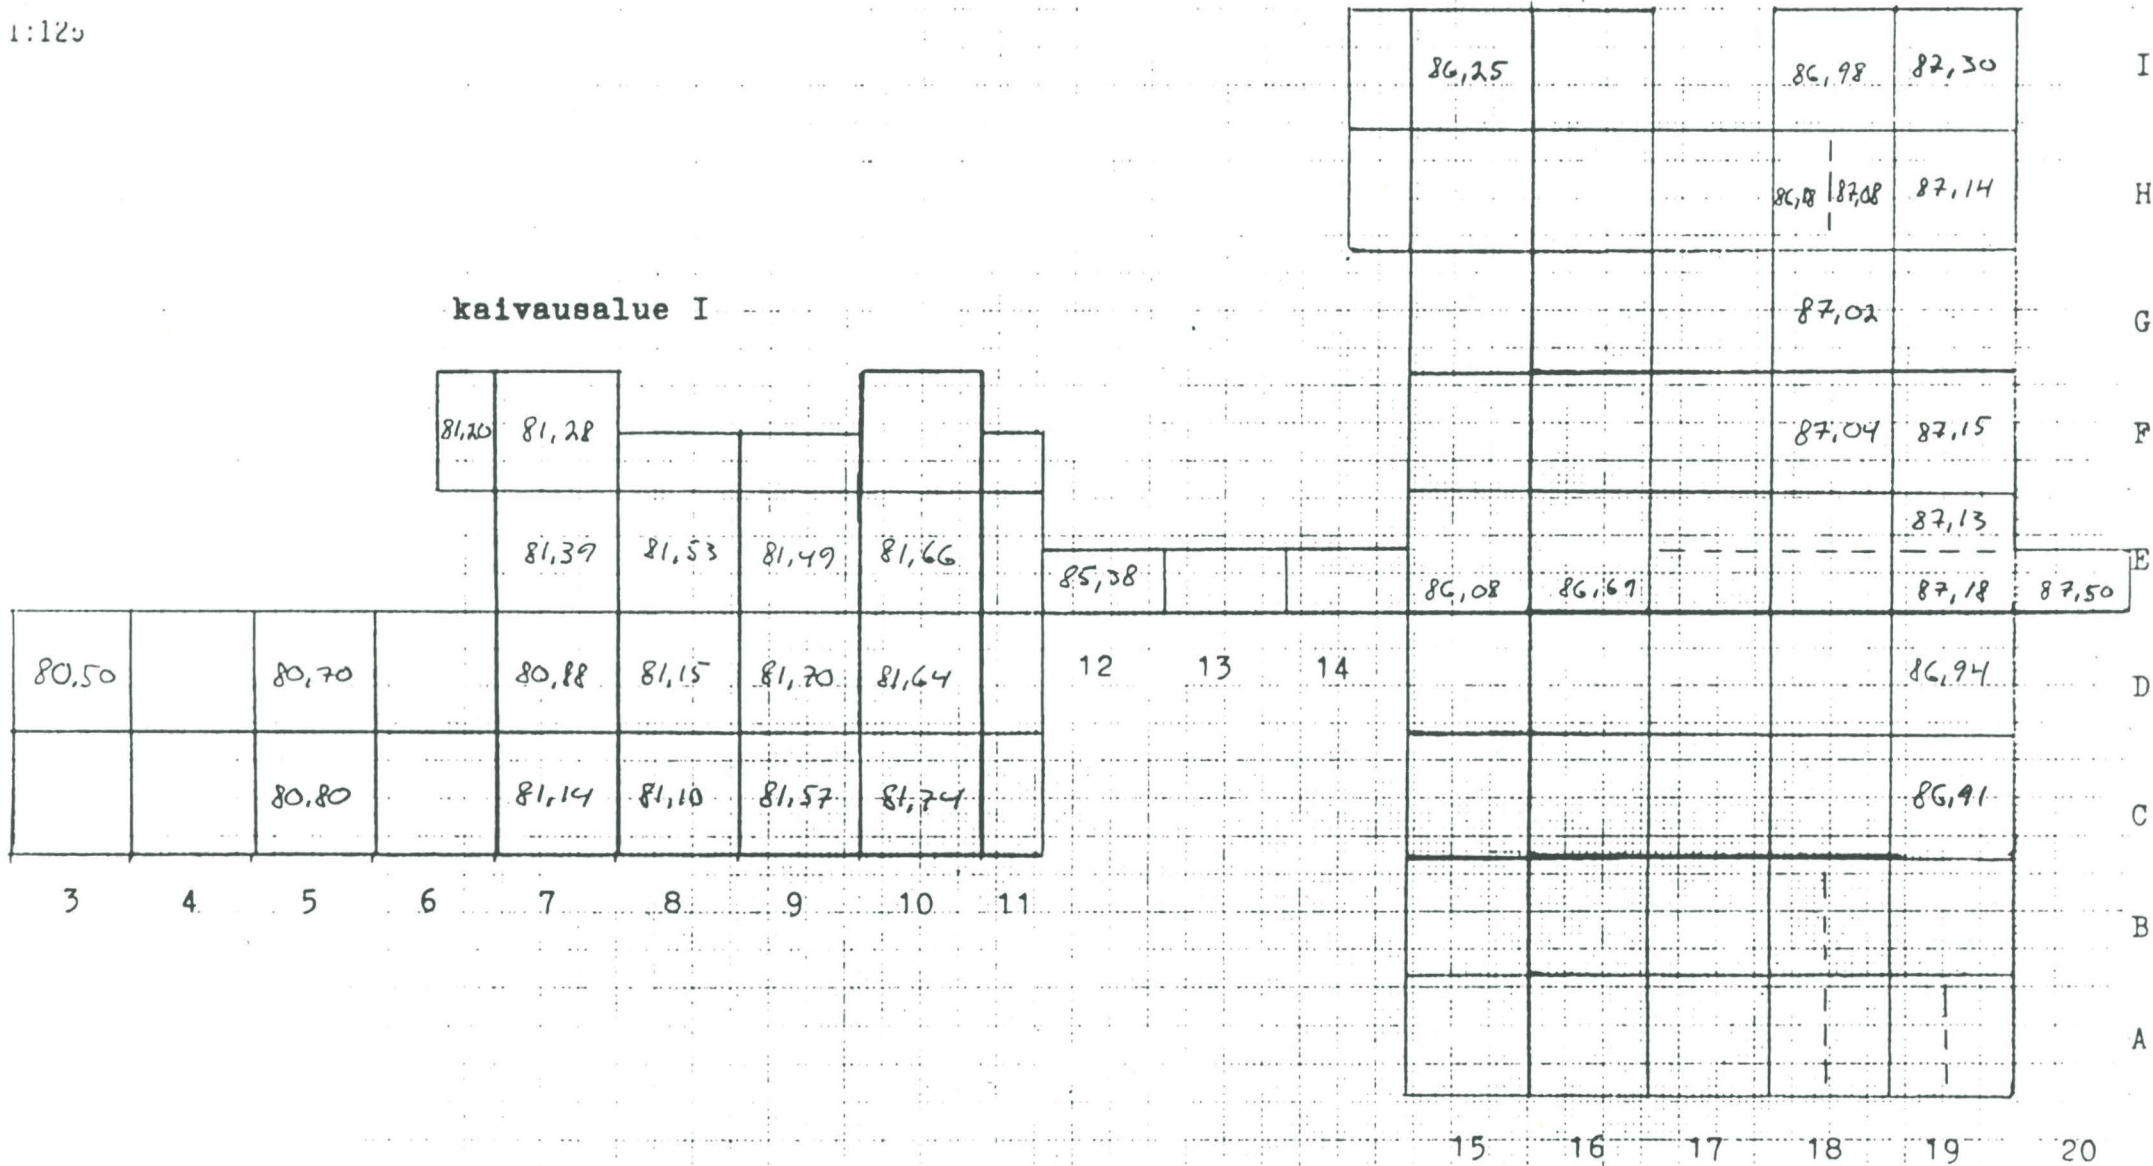 1:125
86,25 86,98 87,30 I
87,14 H
87,08
kaivausalue I
87,02 G
81,20 81,28 87,04 87,15 F
87,13
81,39 81,53 81,49 81,66 E
85,38 86,08 86,67 87,18 87,50
80,50 80,70 80,88 81,15 81,70 81,64 12 13 14 86,94 D
80,80 81,14 81,10 81,57 81,74 86,91 C
3 4 5 6 7 8 9 10 11 B
A
15 16 17 18 19 20